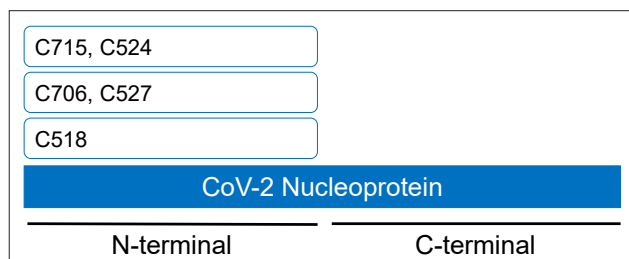 C715, C524
C706, C527
C518
CoV-2 Nucleoprotein
N-terminal C-terminal